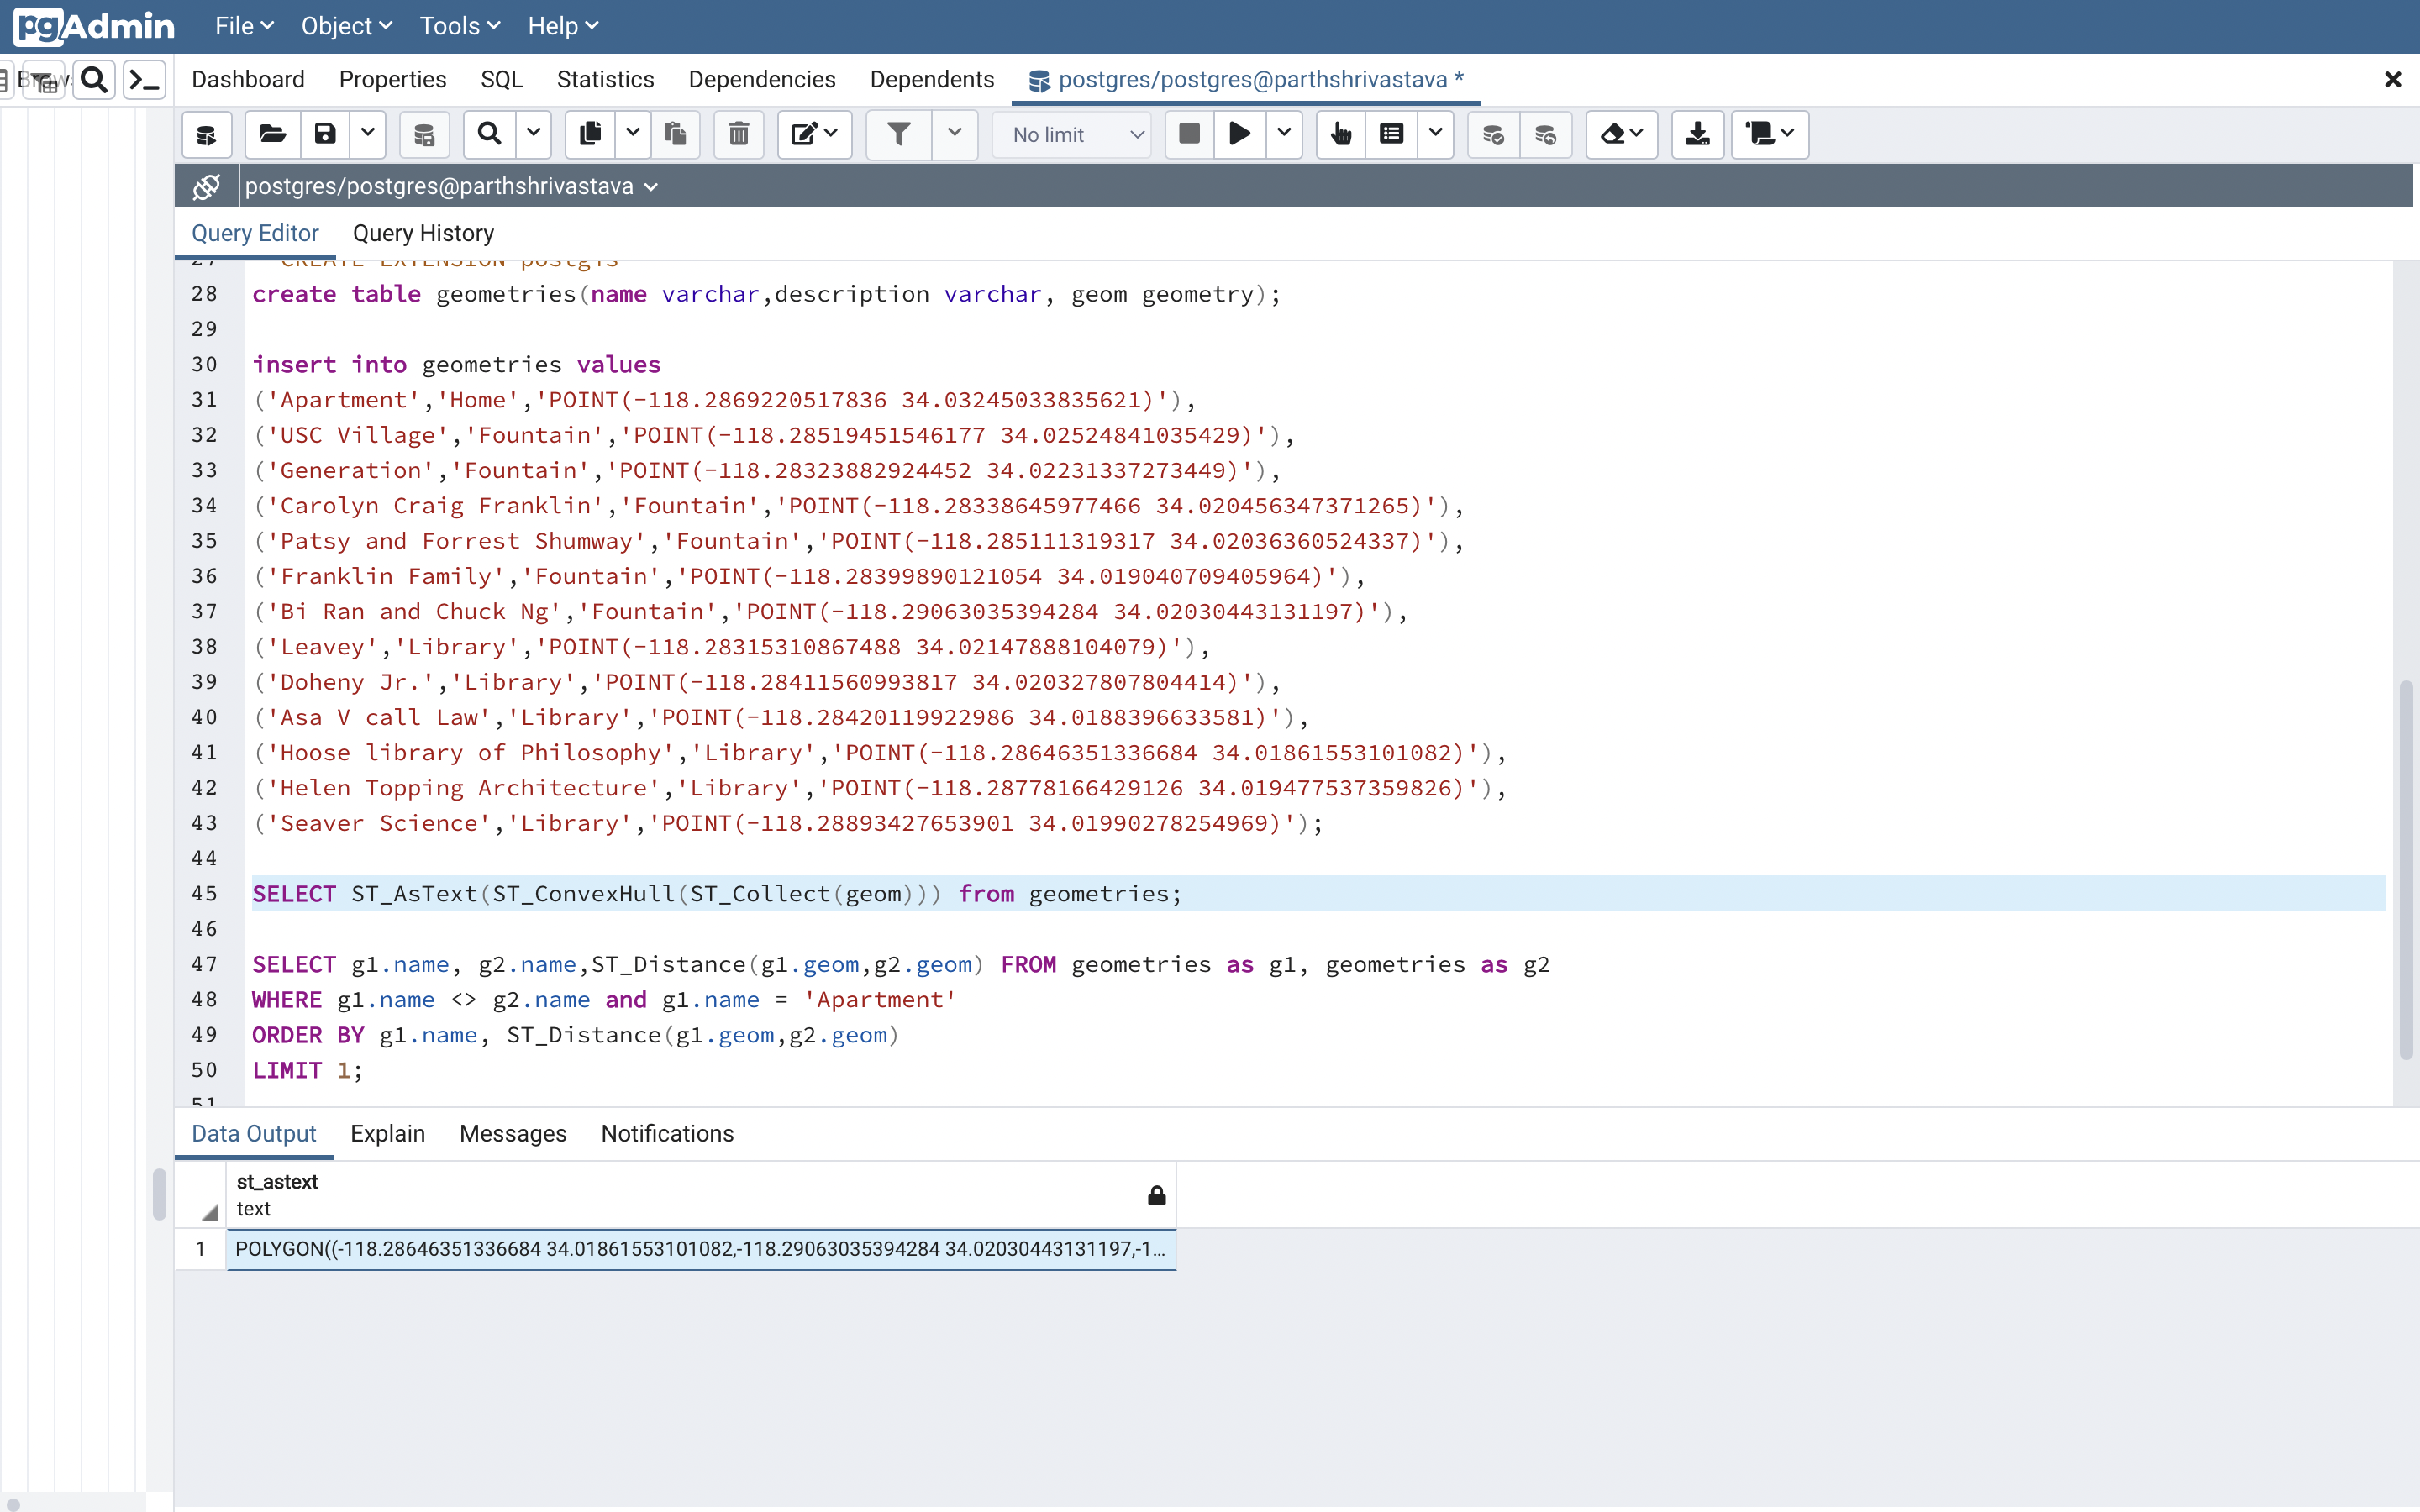 pgAdmin File Object Tools Help
Dashboard Properties SQL Statistics Dependencies Dependents postgres/postgres@parthshrivastava *
No limit
postgres/postgres@parthshrivastava
Query Editor Query History
27 CREATE EXTENSION postgis
28 create table geometries(name varchar,description varchar, geom geometry);
29
30 insert into geometries values
31 ('Apartment','Home','POINT(-118.2869220517836 34.03245033835621)'),
32 ('USC Village','Fountain','POINT(-118.28519451546177 34.02524841035429)'),
33 ('Generation','Fountain','POINT(-118.28323882924452 34.02231337273449)'),
34 ('Carolyn Craig Franklin','Fountain','POINT(-118.28338645977466 34.020456347371265)'),
35 ('Patsy and Forrest Shumway','Fountain','POINT(-118.285111319317 34.02036360524337)'),
36 ('Franklin Family','Fountain','POINT(-118.28399890121054 34.019040709405964)'),
37 ('Bi Ran and Chuck Ng','Fountain','POINT(-118.29063035394284 34.02030443131197)'),
38 ('Leavey','Library','POINT(-118.28315310867488 34.02147888104079)'),
39 ('Doheny Jr.','Library','POINT(-118.28411560993817 34.020327807804414)'),
40 ('Asa V call Law','Library','POINT(-118.28420119922986 34.0188396633581)'),
41 ('Hoose library of Philosophy','Library','POINT(-118.28646351336684 34.01861553101082)'),
42 ('Helen Topping Architecture','Library','POINT(-118.28778166429126 34.019477537359826)'),
43 ('Seaver Science','Library','POINT(-118.28893427653901 34.01990278254969)');
44
45 SELECT ST_AsText(ST_ConvexHull(ST_Collect(geom))) from geometries;
46
47 SELECT g1.name, g2.name,ST_Distance(g1.geom,g2.geom) FROM geometries as g1, geometries as g2
48 WHERE g1.name <> g2.name and g1.name = 'Apartment'
49 ORDER BY g1.name, ST_Distance(g1.geom,g2.geom)
50 LIMIT 1;
51
Data Output Explain Messages Notifications
st_astext
text
1 POLYGON((-118.28646351336684 34.01861553101082,-118.29063035394284 34.02030443131197,-1...